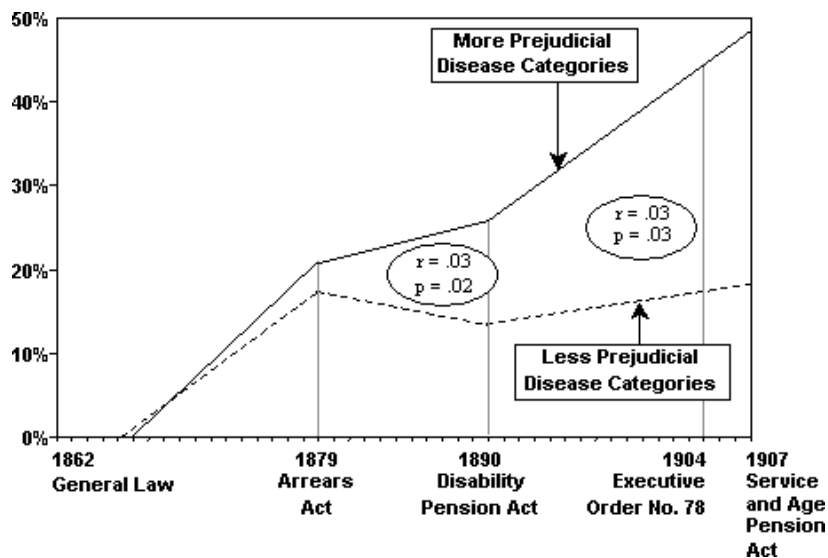 50%
More Prejudicial
Disease Categories
40%
30%
r = .03
p = .03
r = .03
p = .02
20%
10%
Less Prejudicial
Disease Categories
0%
1862
General Law
1879
Arrears
Act
1890
Disability
Pension Act
1904
Executive
Order No. 78
1907
Service
and Age
Pension
Act